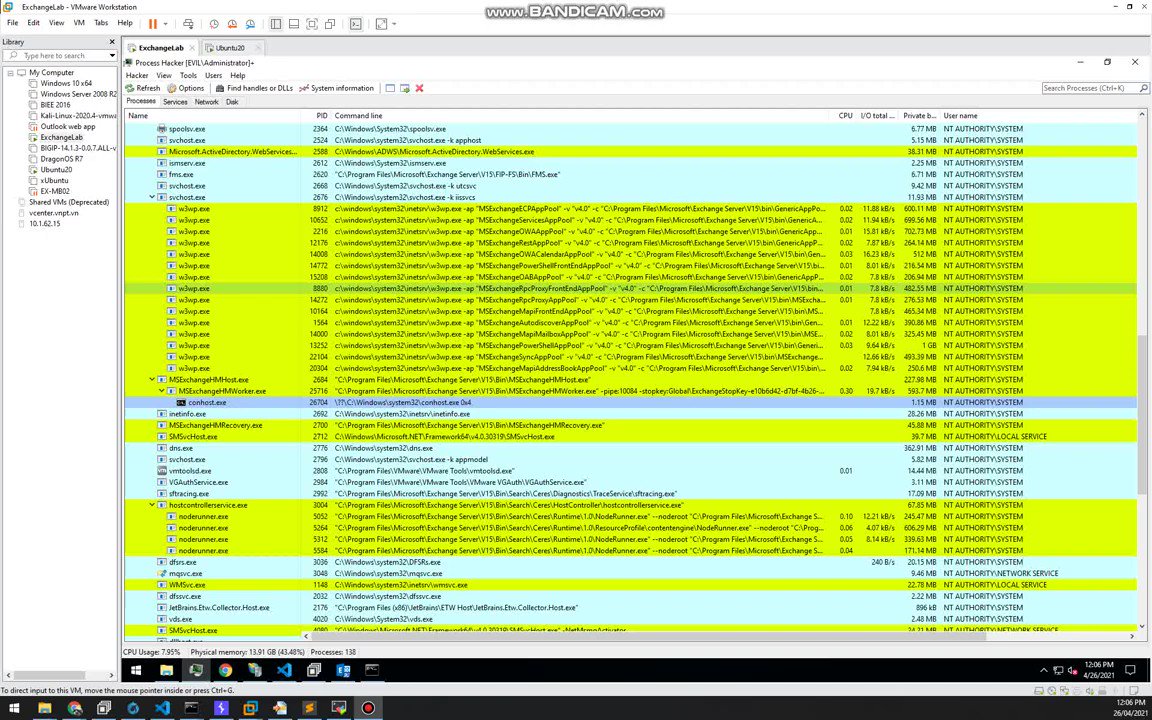 ExchangeLab - VMware Workstation
www.BANDICAM.com
File Edit View VM Tabs Help
Library
Type here to search
My Computer
Windows 10 x64
Windows Server 2008 R2
BIEE 2016
Kali-Linux-2020.4-vmwa
Outlook web app
ExchangeLab
BIGIP-14.1.3-0.0.7.ALL-v
DragonOS R7
Ubuntu20
xUbuntu
EX-MB02
Shared VMs (Deprecated)
vcenter.vnpt.vn
10.1.62.15
ExchangeLab Ubuntu20
Process Hacker [EVIL\Administrator]+
Hacker View Tools Users Help
Refresh Options Find handles or DLLs System information Search Processes (Ctrl+K)
Processes Services Network Disk
Name PID Command line CPU I/O total ... Private b... User name
spoolsv.exe 2364 C:\Windows\System32\spoolsv.exe 6.77 MB NT AUTHORITY\SYSTEM
svchost.exe 2524 C:\Windows\system32\svchost.exe -k apphost 5.15 MB NT AUTHORITY\SYSTEM
Microsoft.ActiveDirectory.WebServices... 2588 C:\Windows\ADWS\Microsoft.ActiveDirectory.WebServices.exe 38.31 MB NT AUTHORITY\SYSTEM
ismserv.exe 2612 C:\Windows\System32\ismserv.exe 2.25 MB NT AUTHORITY\SYSTEM
fms.exe 2620 "C:\Program Files\Microsoft\Exchange Server\V15\FIP-FS\Bin\FMS.exe" 6.71 MB NT AUTHORITY\SYSTEM
svchost.exe 2668 C:\Windows\System32\svchost.exe -k utcsvc 9.42 MB NT AUTHORITY\SYSTEM
svchost.exe 2676 C:\Windows\system32\svchost.exe -k iissvcs 11.93 MB NT AUTHORITY\SYSTEM
w3wp.exe 8912 c:\windows\system32\inetsrv\w3wp.exe -ap "MSExchangeECPAppPool" -v "v4.0" -c "C:\Program Files\Microsoft\Exchange Server\V15\bin\GenericAppPo... 0.02 11.88 kB/s 600.11 MB NT AUTHORITY\SYSTEM
w3wp.exe 10652 c:\windows\system32\inetsrv\w3wp.exe -ap "MSExchangeServicesAppPool" -v "v4.0" -c "C:\Program Files\Microsoft\Exchange Server\V15\bin\GenericA... 0.02 11.94 kB/s 699.56 MB NT AUTHORITY\SYSTEM
w3wp.exe 2216 c:\windows\system32\inetsrv\w3wp.exe -ap "MSExchangeOWAAppPool" -v "v4.0" -c "C:\Program Files\Microsoft\Exchange Server\V15\bin\GenericAppP... 0.01 15.81 kB/s 702.73 MB NT AUTHORITY\SYSTEM
w3wp.exe 12176 c:\windows\system32\inetsrv\w3wp.exe -ap "MSExchangeRestAppPool" -v "v4.0" -c "C:\Program Files\Microsoft\Exchange Server\V15\bin\GenericAppPo... 0.02 7.87 kB/s 264.14 MB NT AUTHORITY\SYSTEM
w3wp.exe 14008 c:\windows\system32\inetsrv\w3wp.exe -ap "MSExchangeOWACalendarAppPool" -v "v4.0" -c "C:\Program Files\Microsoft\Exchange Server\V15\bin\Gen... 0.03 16.23 kB/s 512 MB NT AUTHORITY\SYSTEM
w3wp.exe 14772 c:\windows\system32\inetsrv\w3wp.exe -ap "MSExchangePowerShellFrontEndAppPool" -v "v4.0" -c "C:\Program Files\Microsoft\Exchange Server\V15\b... 0.01 8.01 kB/s 216.54 MB NT AUTHORITY\SYSTEM
w3wp.exe 15208 c:\windows\system32\inetsrv\w3wp.exe -ap "MSExchangeOABAppPool" -v "v4.0" -c "C:\Program Files\Microsoft\Exchange Server\V15\bin\GenericAppPo... 0.02 7.8 kB/s 206.94 MB NT AUTHORITY\SYSTEM
w3wp.exe 8880 c:\windows\system32\inetsrv\w3wp.exe -ap "MSExchangeRpcProxyFrontEndAppPool" -v "v4.0" -c "C:\Program Files\Microsoft\Exchange Server\V15\bin... 0.01 7.8 kB/s 482.55 MB NT AUTHORITY\SYSTEM
w3wp.exe 14272 c:\windows\system32\inetsrv\w3wp.exe -ap "MSExchangeRpcProxyAppPool" -v "v4.0" -c "C:\Program Files\Microsoft\Exchange Server\V15\bin\MSExcha... 0.01 7.8 kB/s 276.53 MB NT AUTHORITY\SYSTEM
w3wp.exe 10164 c:\windows\system32\inetsrv\w3wp.exe -ap "MSExchangeMapiFrontEndAppPool" -v "v4.0" -c "C:\Program Files\Microsoft\Exchange Server\V15\bin\MSE... 465.34 MB NT AUTHORITY\SYSTEM
w3wp.exe 1564 c:\windows\system32\inetsrv\w3wp.exe -ap "MSExchangeAutodiscoverAppPool" -v "v4.0" -c "C:\Program Files\Microsoft\Exchange Server\V15\bin\Gen... 0.01 12.22 kB/s 390.86 MB NT AUTHORITY\SYSTEM
w3wp.exe c:\windows\system32\inetsrv\w3wp.exe -ap "MSExchangeMapiMailboxAppPool" -v "v4.0" -c "C:\Program Files\Microsoft\Exchange Server\V15\bin\MSExc... 0.02 8.01 kB/s 325.45 MB NT AUTHORITY\SYSTEM
w3wp.exe 13252 c:\windows\system32\inetsrv\w3wp.exe -ap "MSExchangePowerShellAppPool" -v "v4.0" -c "C:\Program Files\Microsoft\Exchange Server\V15\bin\Generi... 0.03 9.64 kB/s 1 GB NT AUTHORITY\SYSTEM
w3wp.exe 22104 c:\windows\system32\inetsrv\w3wp.exe -ap "MSExchangeSyncAppPool" -v "v4.0" -c "C:\Program Files\Microsoft\Exchange Server\V15\bin\MSExchange... 12.66 kB/s 493.39 MB NT AUTHORITY\SYSTEM
w3wp.exe 20304 c:\windows\system32\inetsrv\w3wp.exe -ap "MSExchangeMapiAddressBookAppPool" -v "v4.0" -c "C:\Program Files\Microsoft\Exchange Server\V15\bin\... 0.02 7.94 kB/s 250.6 MB NT AUTHORITY\SYSTEM
MSExchangeHMHost.exe 2684 "C:\Program Files\Microsoft\Exchange Server\V15\Bin\MSExchangeHMHost.exe" 227.98 MB NT AUTHORITY\SYSTEM
MSExchangeHMWorker.exe 25716 "C:\Program Files\Microsoft\Exchange Server\V15\Bin\MSExchangeHMWorker.exe" -pipe:10084 -stopkey:Global\ExchangeStopKey-e10b6d42-d7bf-4b26-... 0.30 19.7 kB/s 593.7 MB NT AUTHORITY\SYSTEM
conhost.exe 26704 \??\C:\Windows\system32\conhost.exe 0x4 1.15 MB NT AUTHORITY\SYSTEM
inetinfo.exe 2692 C:\Windows\system32\inetsrv\inetinfo.exe 28.26 MB NT AUTHORITY\SYSTEM
MSExchangeHMRecovery.exe 2700 "C:\Program Files\Microsoft\Exchange Server\V15\Bin\MSExchangeHMRecovery.exe" 45.88 MB NT AUTHORITY\SYSTEM
SMSvcHost.exe 2712 C:\Windows\Microsoft.NET\Framework64\v4.0.30319\SMSvcHost.exe 39.7 MB NT AUTHORITY\LOCAL SERVICE
dns.exe 2776 C:\Windows\system32\dns.exe 362.91 MB NT AUTHORITY\SYSTEM
svchost.exe 2796 C:\Windows\system32\svchost.exe -k appmodel 5.82 MB NT AUTHORITY\SYSTEM
vmtoolsd.exe 2808 "C:\Program Files\VMware\VMware Tools\vmtoolsd.exe" 0.01 14.44 MB NT AUTHORITY\SYSTEM
VGAuthService.exe 2984 "C:\Program Files\VMware\VMware Tools\VMware VGAuth\VGAuthService.exe" 3.11 MB NT AUTHORITY\SYSTEM
sftracing.exe 2992 "C:\Program Files\Microsoft\Exchange Server\V15\Bin\Search\Ceres\Diagnostics\TraceService\sftracing.exe" 17.09 MB NT AUTHORITY\SYSTEM
hostcontrollerservice.exe 3004 "C:\Program Files\Microsoft\Exchange Server\V15\Bin\Search\Ceres\HostController\hostcontrollerservice.exe" 67.85 MB NT AUTHORITY\SYSTEM
noderunner.exe 5052 "C:\Program Files\Microsoft\Exchange Server\V15\Bin\Search\Ceres\Runtime\1.0\NodeRunner.exe" --noderoot "C:\Program Files\Microsoft\Exchange S... 0.10 12.21 kB/s 245.47 MB NT AUTHORITY\SYSTEM
noderunner.exe 5264 "C:\Program Files\Microsoft\Exchange Server\V15\Bin\Search\Ceres\Runtime\1.0\ResourceProfile\contentengine\NodeRunner.exe" --noderoot "C:\Prog... 0.06 4.07 kB/s 606.29 MB NT AUTHORITY\SYSTEM
noderunner.exe 5312 "C:\Program Files\Microsoft\Exchange Server\V15\Bin\Search\Ceres\Runtime\1.0\NodeRunner.exe" --noderoot "C:\Program Files\Microsoft\Exchange S... 0.05 8.14 kB/s 339.63 MB NT AUTHORITY\SYSTEM
noderunner.exe 5584 "C:\Program Files\Microsoft\Exchange Server\V15\Bin\Search\Ceres\Runtime\1.0\NodeRunner.exe" --noderoot "C:\Program Files\Microsoft\Exchange S... 0.04 171.14 MB NT AUTHORITY\SYSTEM
dfsrs.exe 3036 C:\Windows\system32\DFSRs.exe 240 B/s 20.15 MB NT AUTHORITY\SYSTEM
mqsvc.exe 3048 C:\Windows\system32\mqsvc.exe 9.46 MB NT AUTHORITY\NETWORK SERVICE
WMSvc.exe 1148 C:\Windows\system32\inetsrv\wmsvc.exe 22.78 MB NT AUTHORITY\LOCAL SERVICE
dfssvc.exe 596 C:\Windows\system32\dfssvc.exe 2.22 MB NT AUTHORITY\SYSTEM
JetBrains.Etw.Collector.Host.exe 2176 "C:\Program Files (x86)\JetBrains\ETW Host\JetBrains.Etw.Collector.Host.exe" 896 kB NT AUTHORITY\SYSTEM
vds.exe 4020 C:\Windows\System32\vds.exe 2.48 MB NT AUTHORITY\SYSTEM
SMSvcHost.exe 4080 C:\Windows\Microsoft.NET\Framework64\v4.0.30319\SMSvcHost.exe -NetMsmqActivator 24.21 MB NT AUTHORITY\NETWORK SERVICE
CPU Usage: 7.95% Physical memory: 13.91 GB (43.48%) Processes: 138
12:06 PM
4/26/2021
To direct input to this VM, move the mouse pointer inside or press Ctrl+G.
12:06 PM
26/04/2021